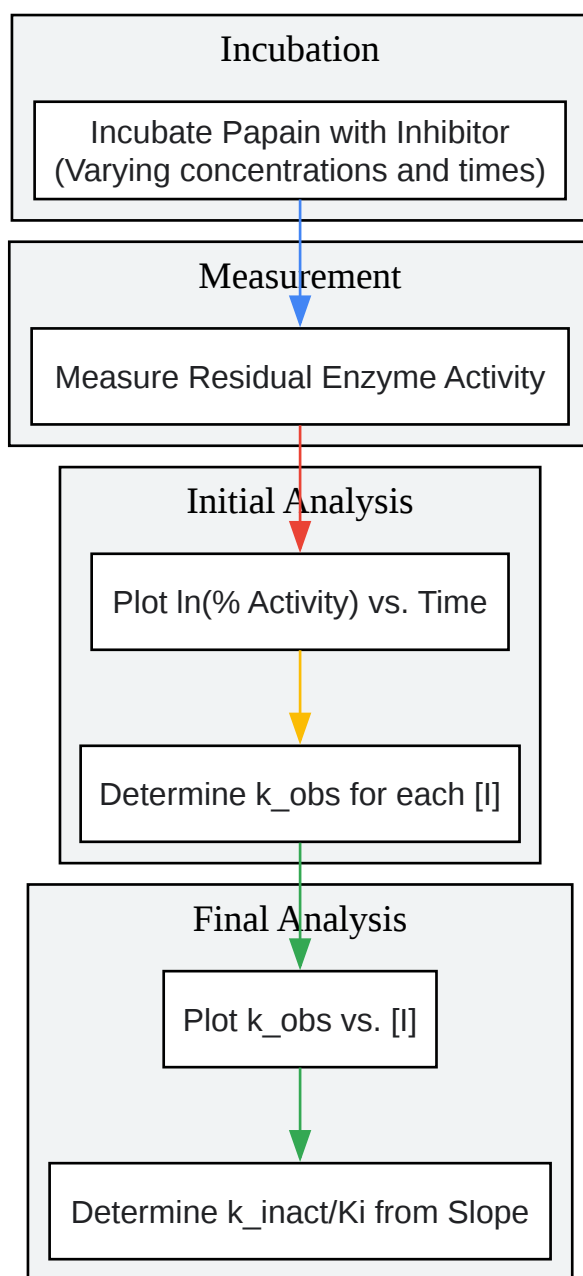 Incubation
Incubate Papain with Inhibitor
(Varying concentrations and times)
Measurement
Measure Residual Enzyme Activity
Initial Analysis
Plot ln(% Activity) vs. Time
Determine k_obs for each [I]
Final Analysis
Plot k_obs vs. [I]
Determine k_inact/Ki from Slope